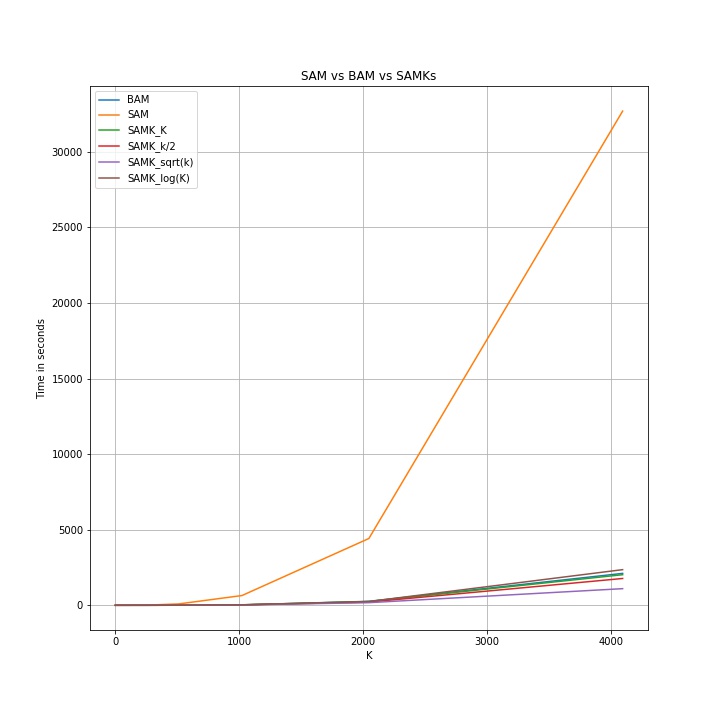 SAM vs BAM vs SAMKs
BAM
SAM
SAMK_K
SAMK_k/2
SAMK_sqrt(k)
SAMK_log(K)
30000
25000
20000
15000
10000
5000
0
Time in seconds
0 1000 2000 3000 4000
K